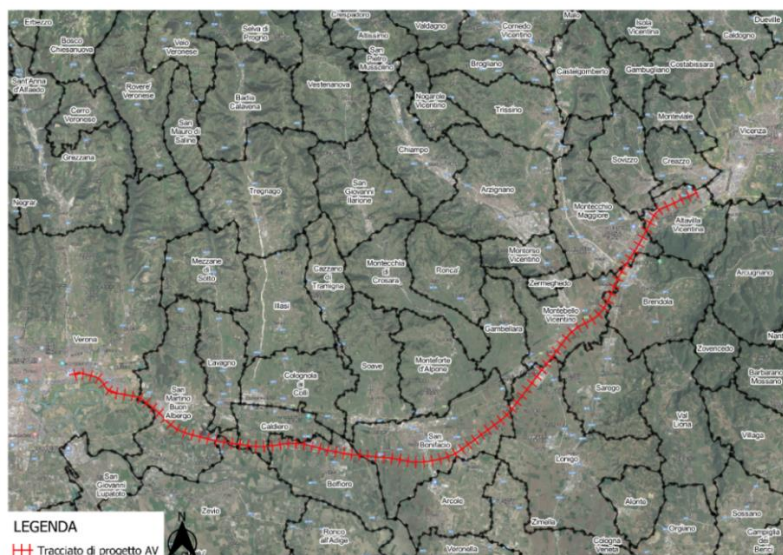 Erbezzo
Bosco
Chiesanuova
Velo
Veronese
Selva di
Progno
Crespadoro
Altissimo
San
Pietro
Mussolino
Valdagno
Cornedo
Vicentino
Malo
Isola
Vicentina
Dueville
Caldogno
Sant'Anna
d'Alfaedo
Roverè
Veronese
Badia
Calavena
Vestenanova
Nogarole
Vicentino
Brogliano
Trissino
Castelgomberto
Gambugliano
Costabissara
Cerro
Veronese
San
Mauro di
Saline
Monteviale
Vicenza
Grezzana
Chiampo
Sovizzo
Creazzo
Negrar
Tregnago
San
Giovanni
Ilarione
Arzignano
Montecchio
Maggiore
Altavilla
Vicentina
Mezzane
di
Sotto
Cazzano
di
Tramigna
Montecchia
di
Crosara
Roncà
Montorso
Vicentino
Zermeghedo
Arcugnano
Illasi
Montebello
Vicentino
Brendola
Verona
Lavagno
Gambellara
Zovencedo
Soave
Monteforte
d'Alpone
Colognola
ai
Colli
San
Martino
Buon
Albergo
Sarego
Barbarano
Mossano
Val
Liona
Villaga
Caldiero
San
Bonifacio
Lonigo
San
Giovanni
Lupatoto
Zevio
Belfiore
Arcole
Alonte
Sossano
Zimella
Orgiano
Ronco
all'Adige
Veronella
Cologna
Veneta
Campiglia
dei
LEGENDA
Tracciato di progetto AV
N